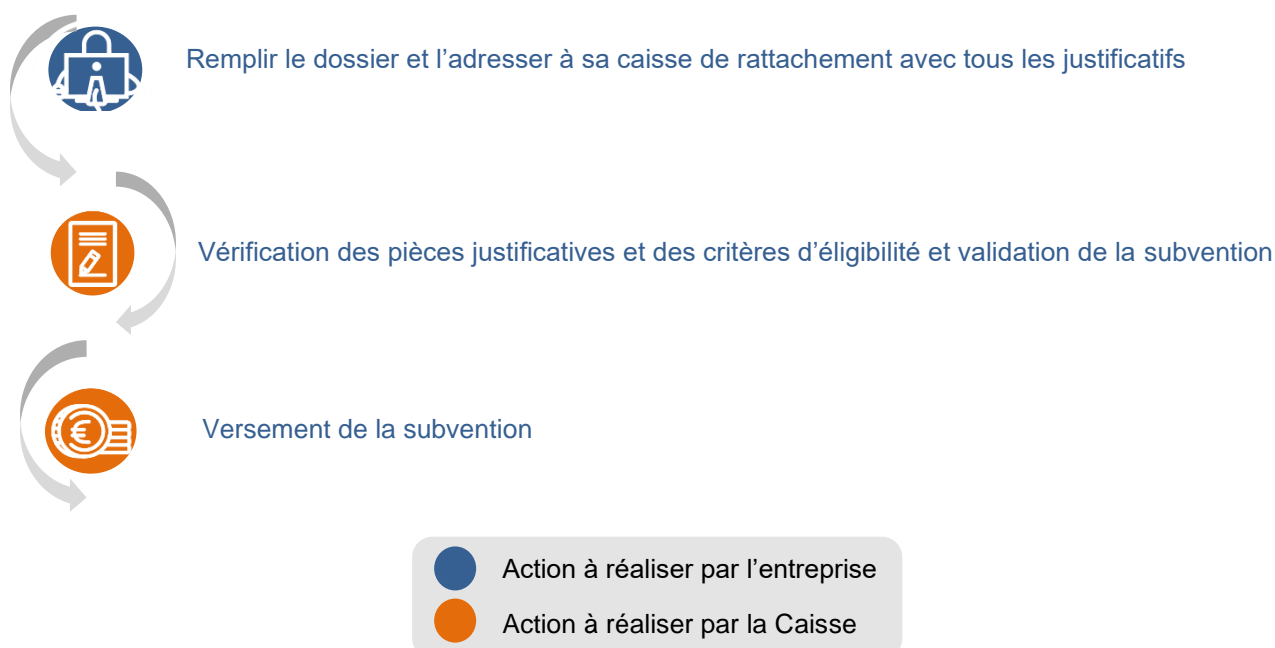 Remplir le dossier et l’adresser à sa caisse de rattachement avec tous les justificatifs
Vérification des pièces justificatives et des critères d’éligibilité et validation de la subvention
Versement de la subvention
Action à réaliser par l’entreprise
Action à réaliser par la Caisse